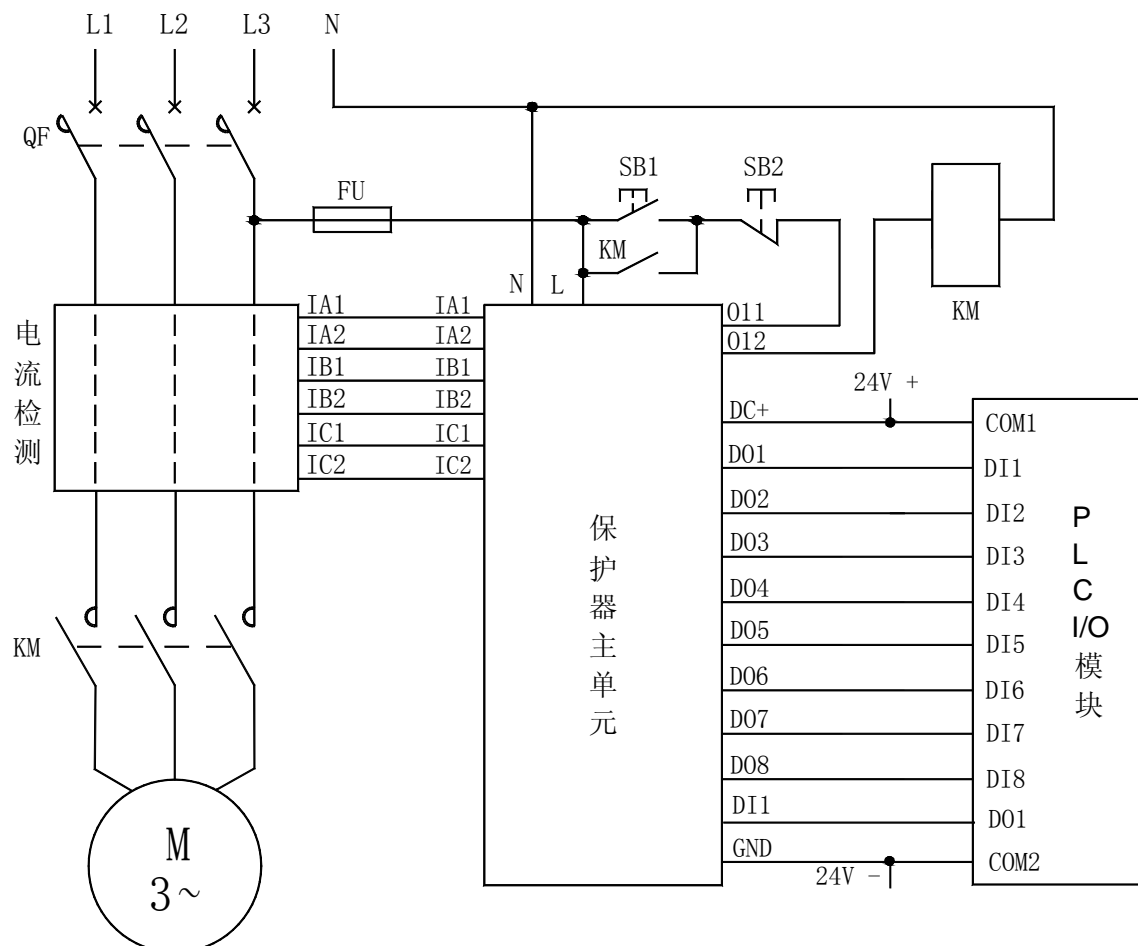 L1 L2 L3 N
QF
FU
SB1 SB2
KM
N L
KM
电流检测
IA1 IA1
IA2 IA2
IB1 IB1
IB2 IB2
IC1 IC1
IC2 IC2
O11
O12
24V +
DC+ COM1
DO1 DI1
DO2 DI2
DO3 DI3
DO4 DI4
DO5 DI5
DO6 DI6
DO7 DI7
DO8 DI8
DI1 DO1
GND COM2
24V -
保护器主单元
PLC I/O 模块
KM
M
3~